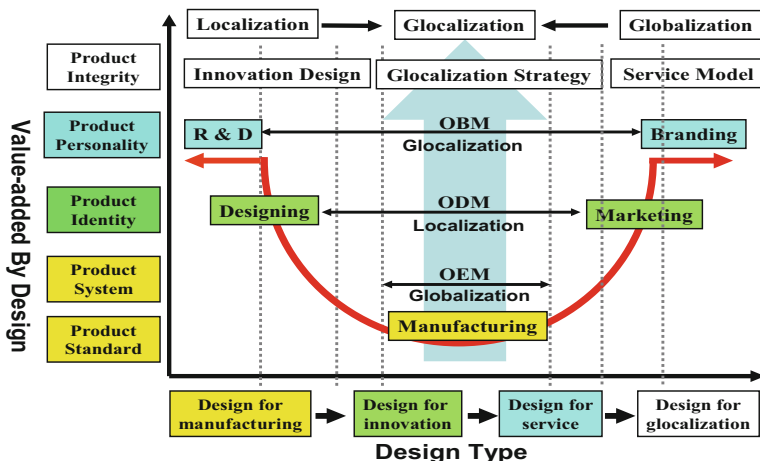 Localization
Glocalization
Globalization
Product
Integrity
Innovation Design
Glocalization Strategy
Service Model
Product
Personality
R & D
OBM
Glocalization
Branding
Value-added By Design
Product
Identity
Designing
ODM
Localization
Marketing
Product
System
OEM
Globalization
Product
Standard
Manufacturing
Design for
manufacturing
Design for
innovation
Design for
service
Design for
glocalization
Design Type